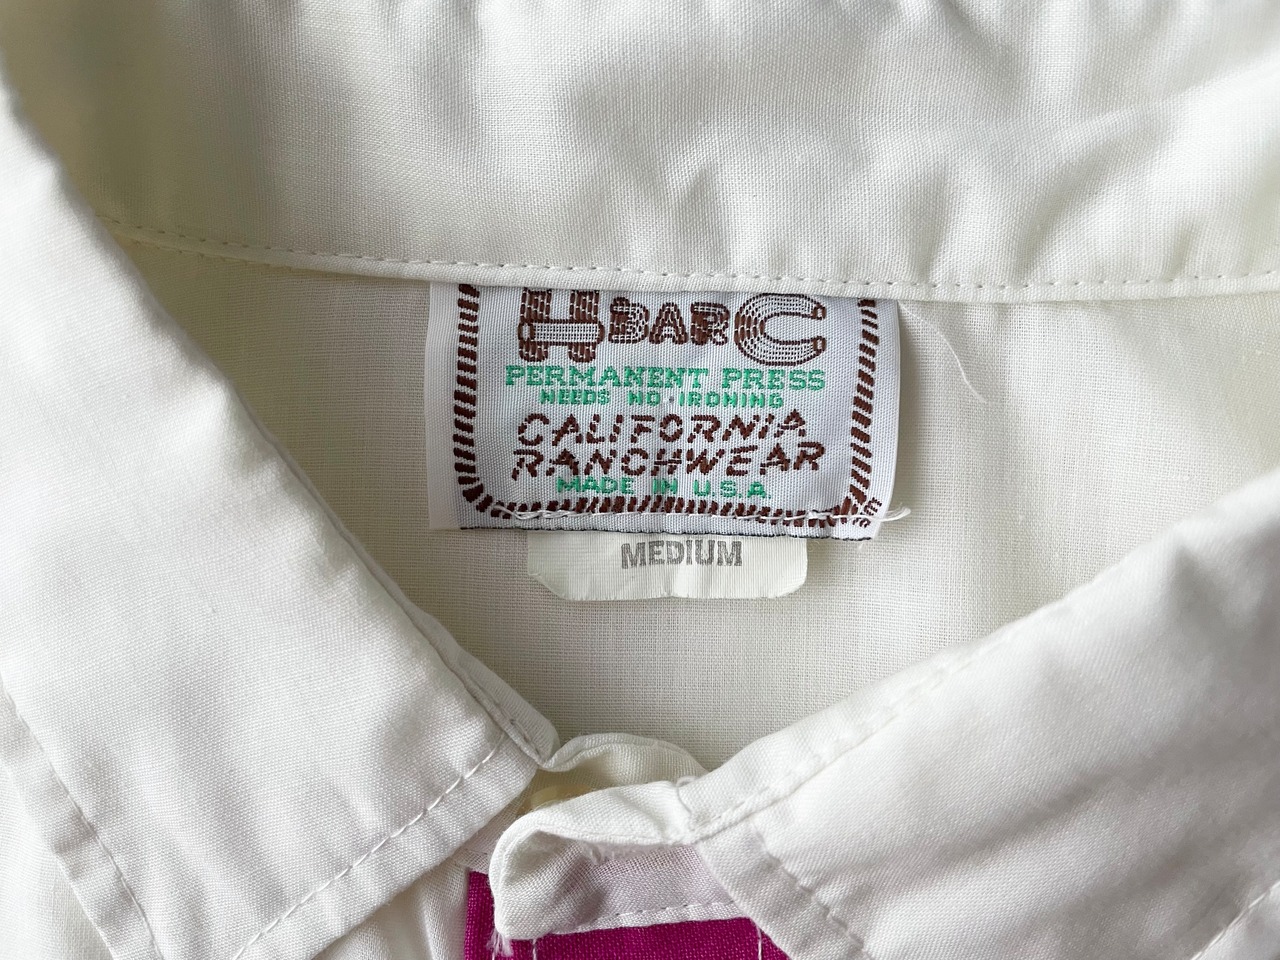 H BAR C
PERMANENT PRESS
NEEDS NO IRONING
CALIFORNIA
RANCHWEAR
MADE IN U.S.A.
MEDIUM